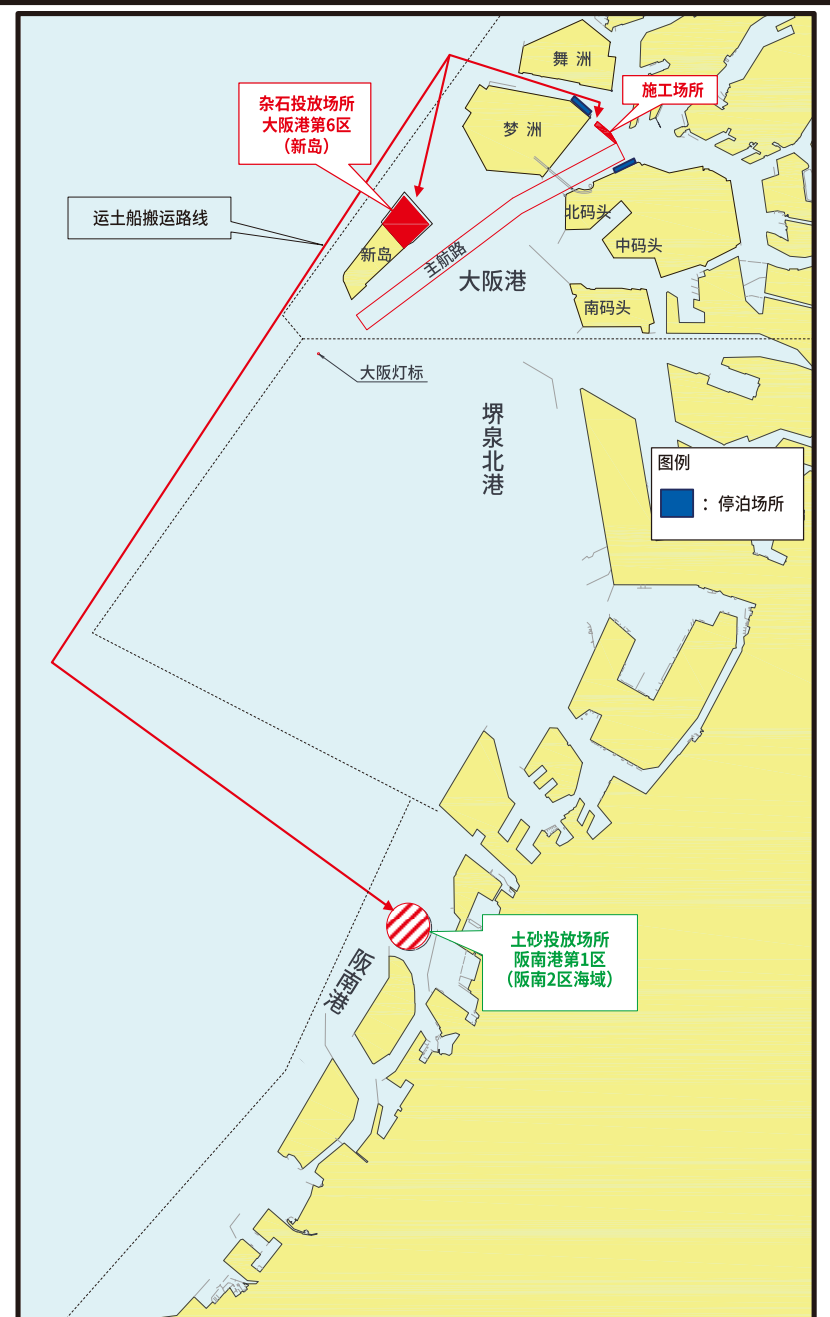 舞 洲
施工场所
杂石投放场所
大阪港第6区
（新岛）
梦 洲
运土船搬运路线
北码头
中码头
新岛
主航路
大阪港
南码头
大阪灯标
堺泉北港
图例
：停泊场所
土砂投放场所
阪南港第1区
（阪南2区海域）
阪南港